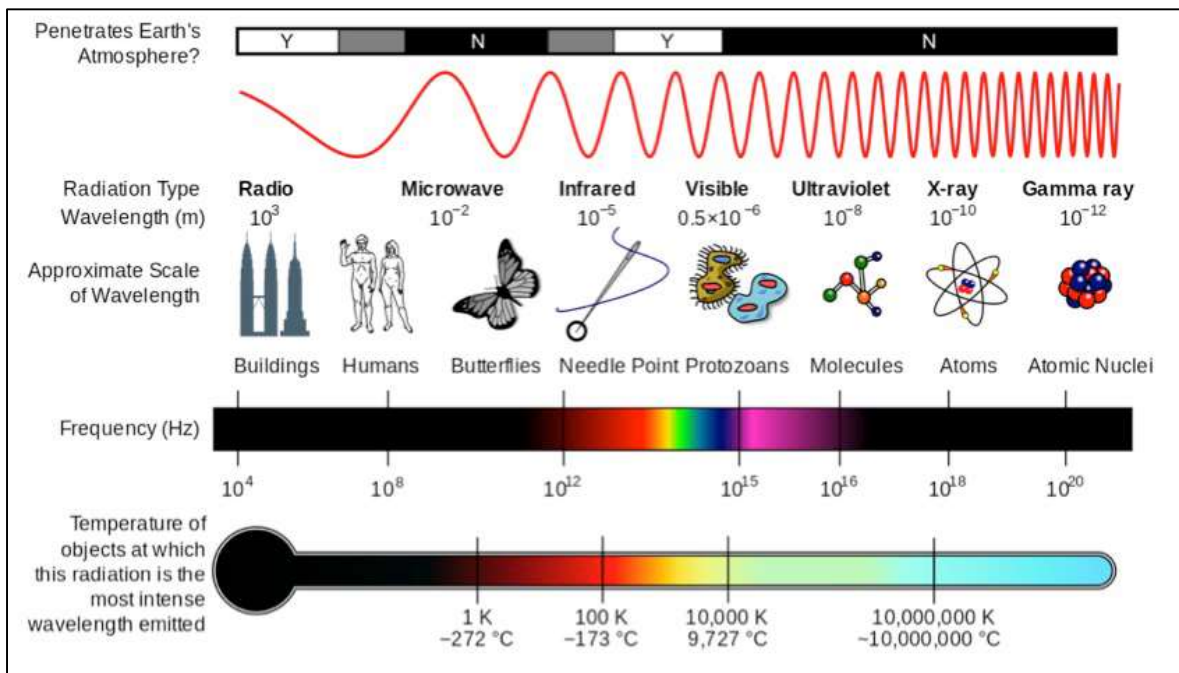 Penetrates Earth's
Atmosphere?
Y N Y N
Radiation Type Radio Microwave Infrared Visible Ultraviolet X-ray Gamma ray
Wavelength (m) 10³ 10⁻² 10⁻⁵ 0.5×10⁻⁶ 10⁻⁸ 10⁻¹⁰ 10⁻¹²
Approximate Scale
of Wavelength
Buildings Humans Butterflies Needle Point Protozoans Molecules Atoms Atomic Nuclei
Frequency (Hz)
10⁴ 10⁸ 10¹² 10¹⁵ 10¹⁶ 10¹⁸ 10²⁰
Temperature of
objects at which
this radiation is the
most intense
wavelength emitted
1 K 100 K 10,000 K 10,000,000 K
−272 °C −173 °C 9,727 °C ~10,000,000 °C